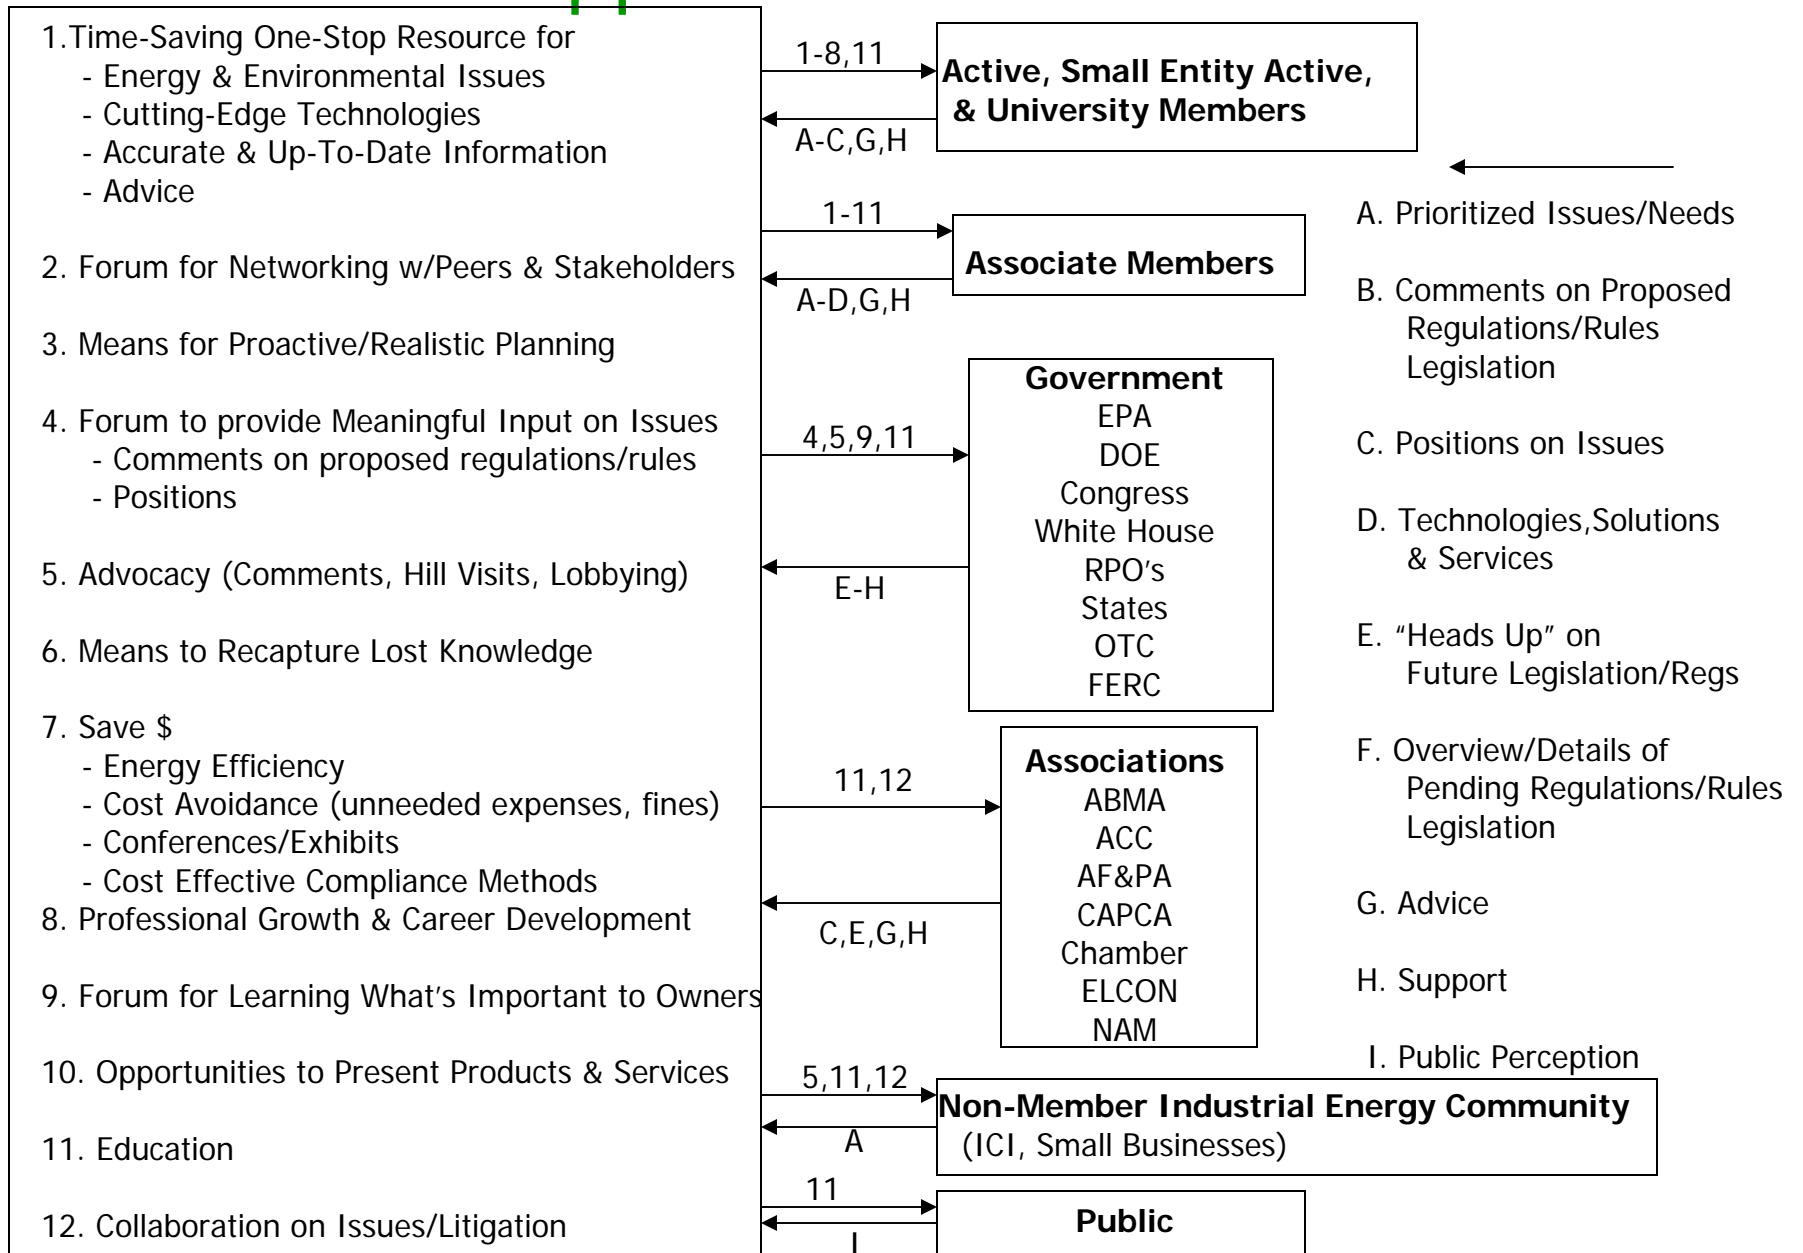 1.Time-Saving One-Stop Resource for
- Energy & Environmental Issues
- Cutting-Edge Technologies
- Accurate & Up-To-Date Information
- Advice
2. Forum for Networking w/Peers & Stakeholders
3. Means for Proactive/Realistic Planning
4. Forum to provide Meaningful Input on Issues
- Comments on proposed regulations/rules
- Positions
5. Advocacy (Comments, Hill Visits, Lobbying)
6. Means to Recapture Lost Knowledge
7. Save $
- Energy Efficiency
- Cost Avoidance (unneeded expenses, fines)
- Conferences/Exhibits
- Cost Effective Compliance Methods
8. Professional Growth & Career Development
9. Forum for Learning What's Important to Owners
10. Opportunities to Present Products & Services
11. Education
12. Collaboration on Issues/Litigation
1-8,11
A-C,G,H
Active, Small Entity Active,
& University Members
1-11
A-D,G,H
Associate Members
4,5,9,11
E-H
Government
EPA
DOE
Congress
White House
RPO's
States
OTC
FERC
11,12
C,E,G,H
Associations
ABMA
ACC
AF&PA
CAPCA
Chamber
ELCON
NAM
5,11,12
A
Non-Member Industrial Energy Community
(ICI, Small Businesses)
11
I
Public
A. Prioritized Issues/Needs
B. Comments on Proposed
Regulations/Rules
Legislation
C. Positions on Issues
D. Technologies,Solutions
& Services
E. “Heads Up” on
Future Legislation/Regs
F. Overview/Details of
Pending Regulations/Rules
Legislation
G. Advice
H. Support
I. Public Perception